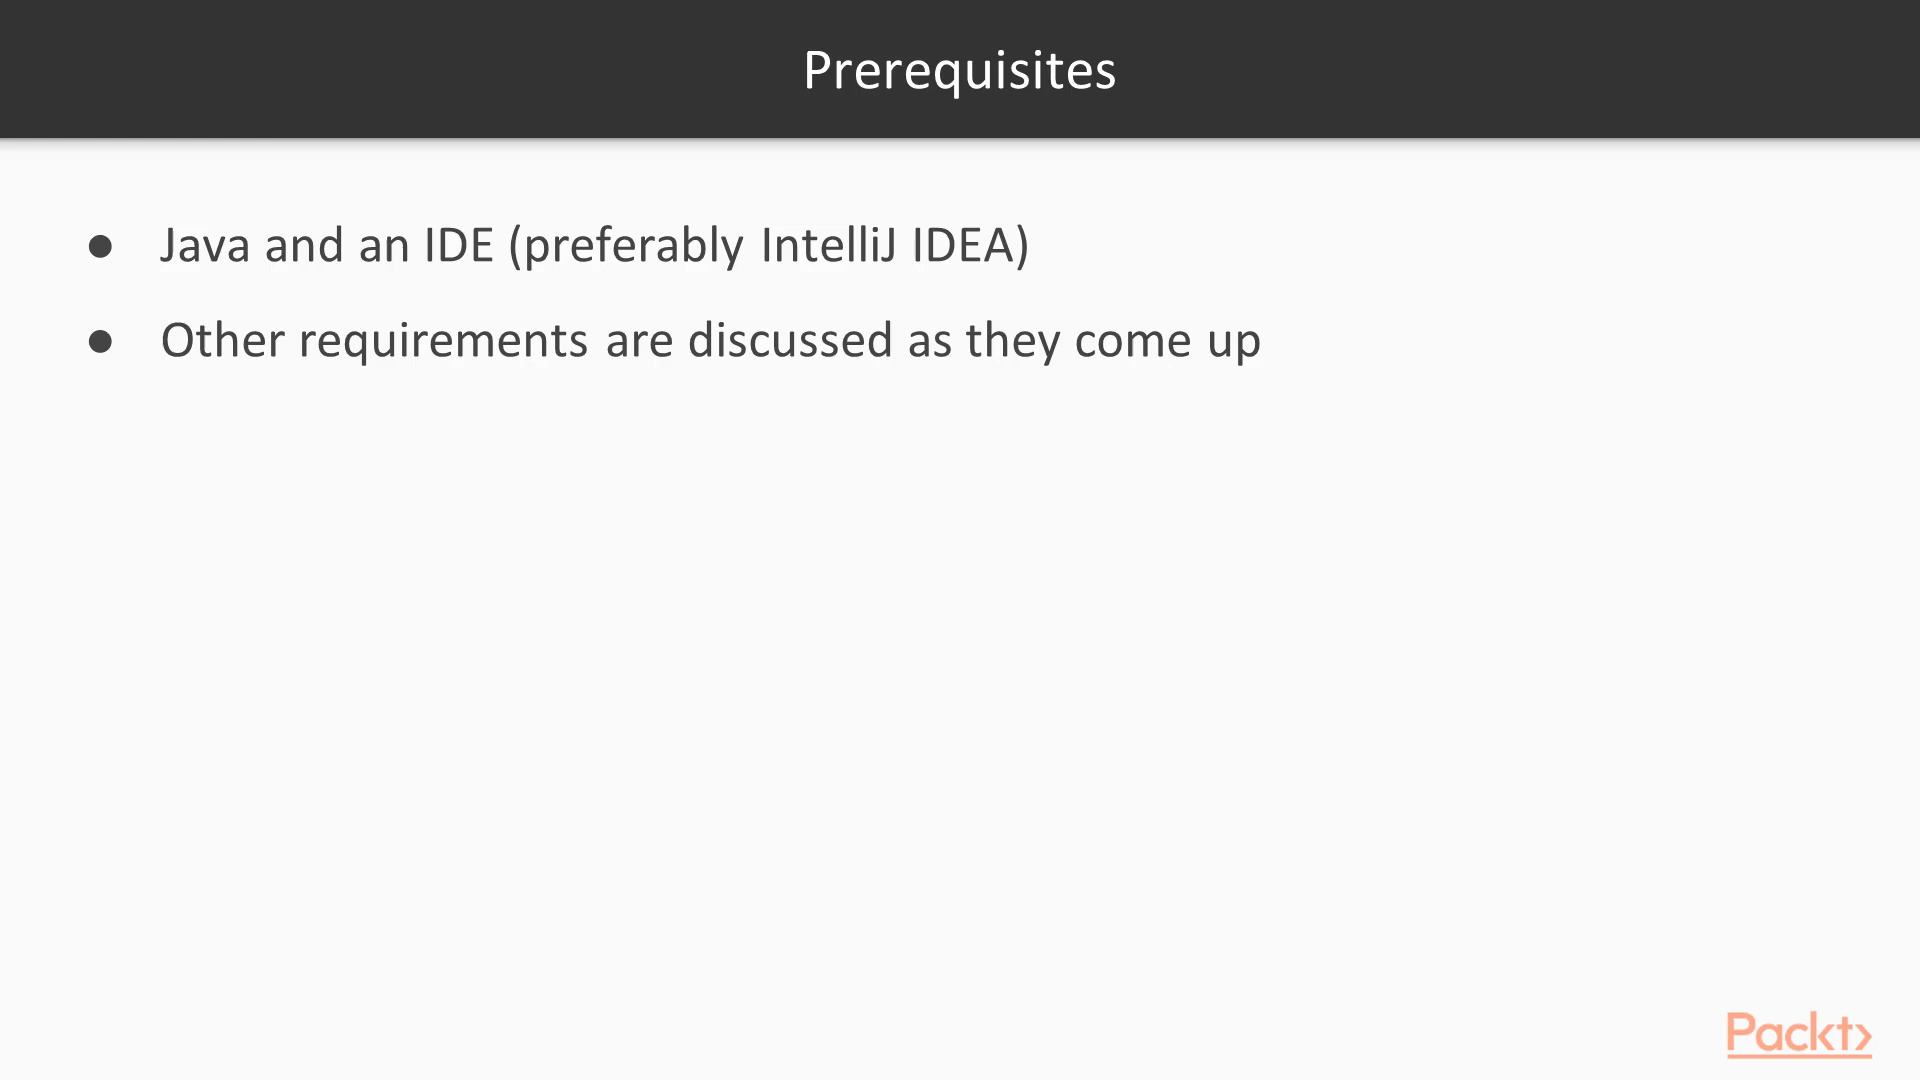 Prerequisites
● Java and an IDE (preferably IntelliJ IDEA)
● Other requirements are discussed as they come up
Packt>